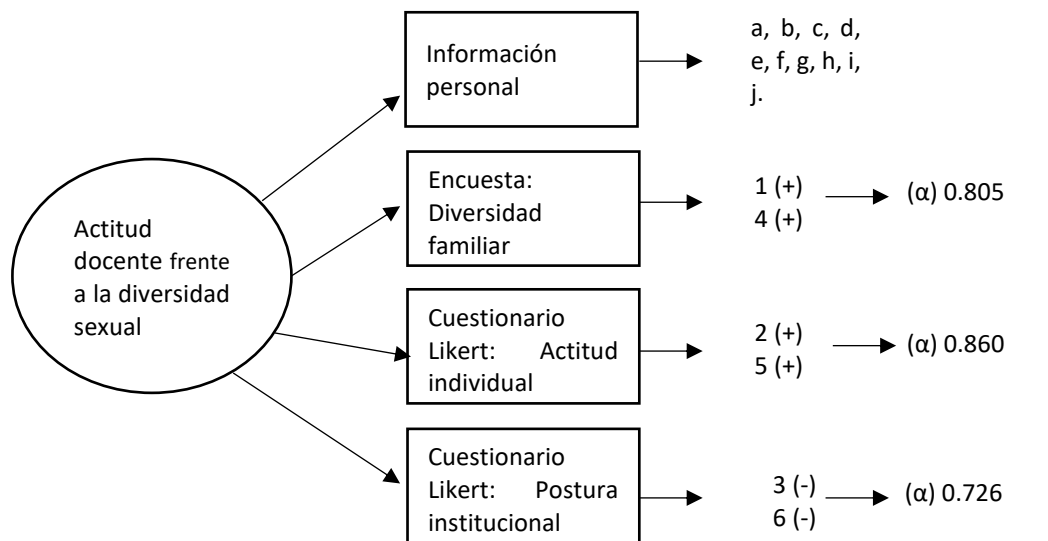 Actitud
docente frente
a la diversidad
sexual
Información
personal
a, b, c, d,
e, f, g, h, i,
j.
Encuesta:
Diversidad
familiar
1 (+)
4 (+)
(α) 0.805
Cuestionario
Likert: Actitud
individual
2 (+)
5 (+)
(α) 0.860
Cuestionario
Likert: Postura
institucional
3 (-)
6 (-)
(α) 0.726